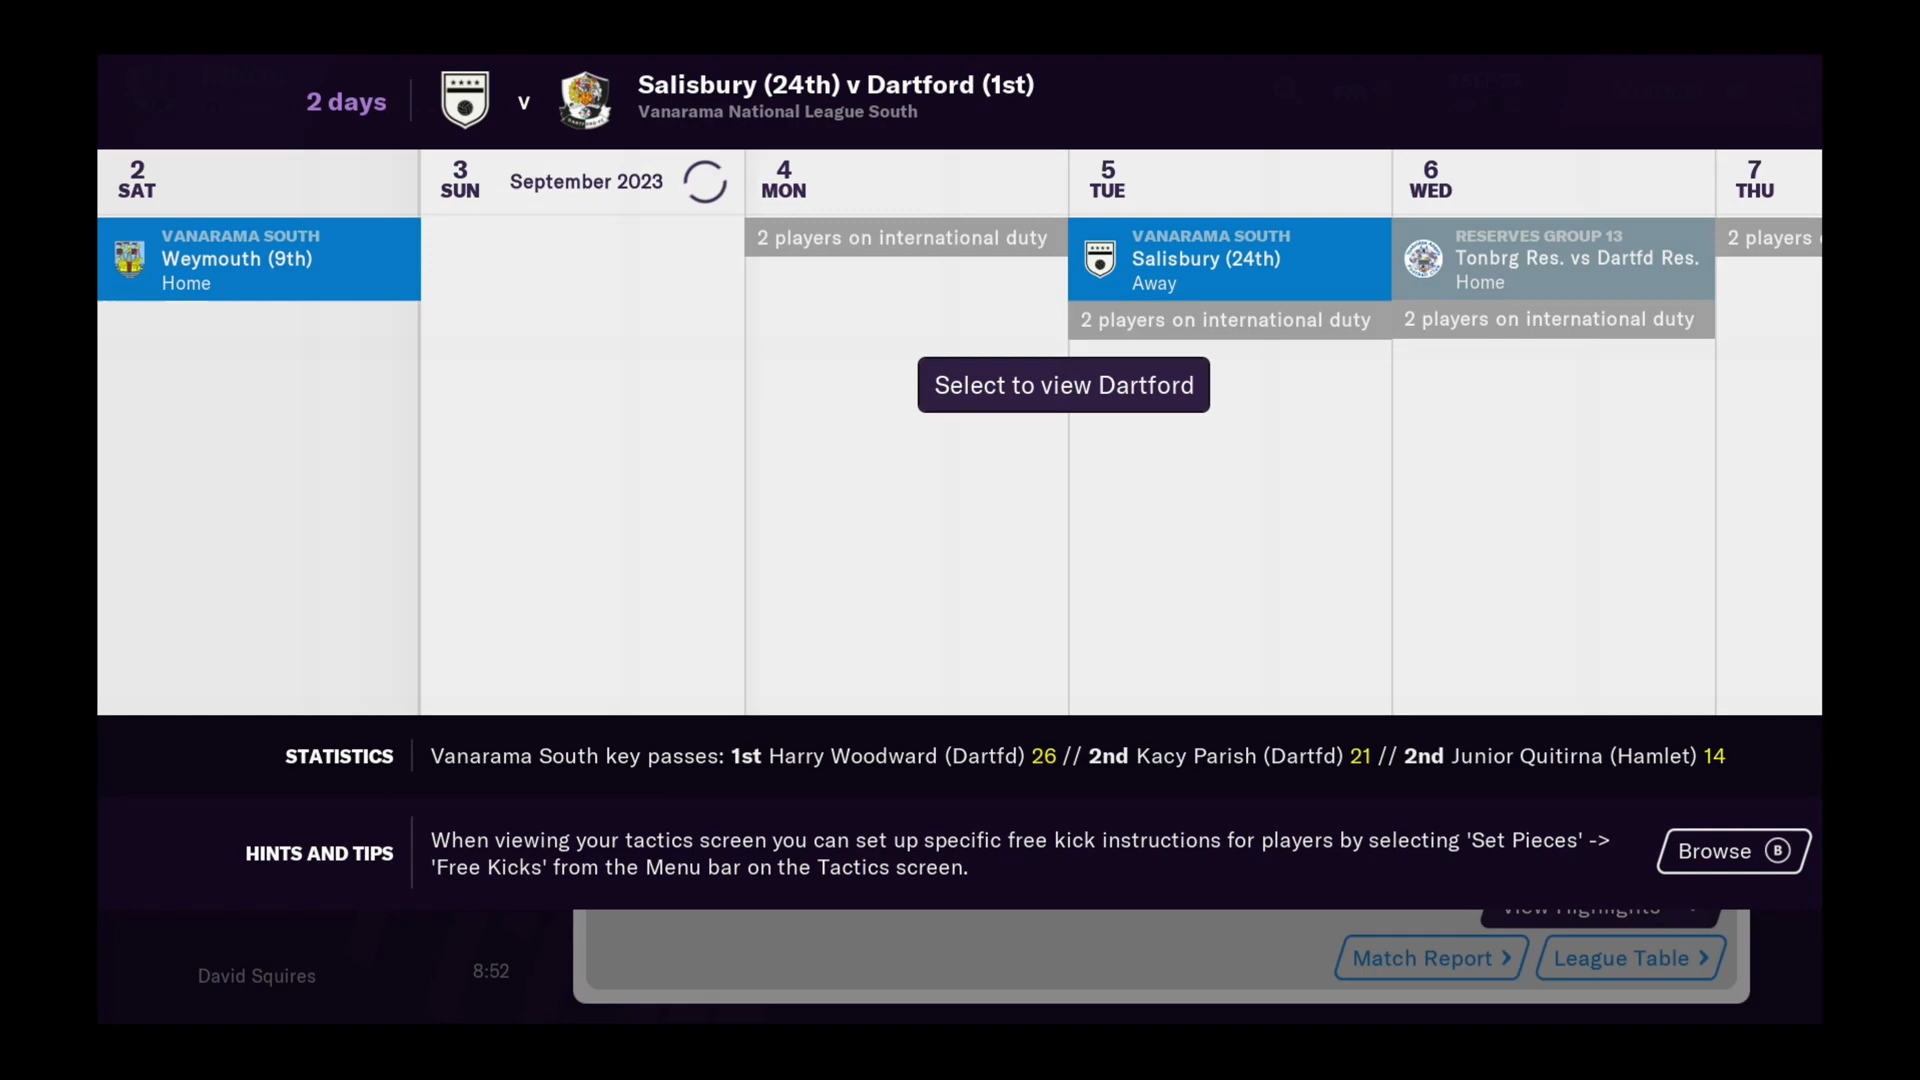 2 days
v
Salisbury (24th) v Dartford (1st)
Vanarama National League South
2
SAT
3
SUN
September 2023
4
MON
5
TUE
6
WED
7
THU
VANARAMA SOUTH
Weymouth (9th)
Home
2 players on international duty
VANARAMA SOUTH
Salisbury (24th)
Away
2 players on international duty
RESERVES GROUP 13
Tonbrg Res. vs Dartfd Res.
Home
2 players on international duty
2 players
Select to view Dartford
STATISTICS
Vanarama South key passes: 1st Harry Woodward (Dartfd) 26 // 2nd Kacy Parish (Dartfd) 21 // 2nd Junior Quitirna (Hamlet) 14
HINTS AND TIPS
When viewing your tactics screen you can set up specific free kick instructions for players by selecting 'Set Pieces' ->
'Free Kicks' from the Menu bar on the Tactics screen.
Browse B
View Highlights
Match Report
League Table
David Squires
8:52